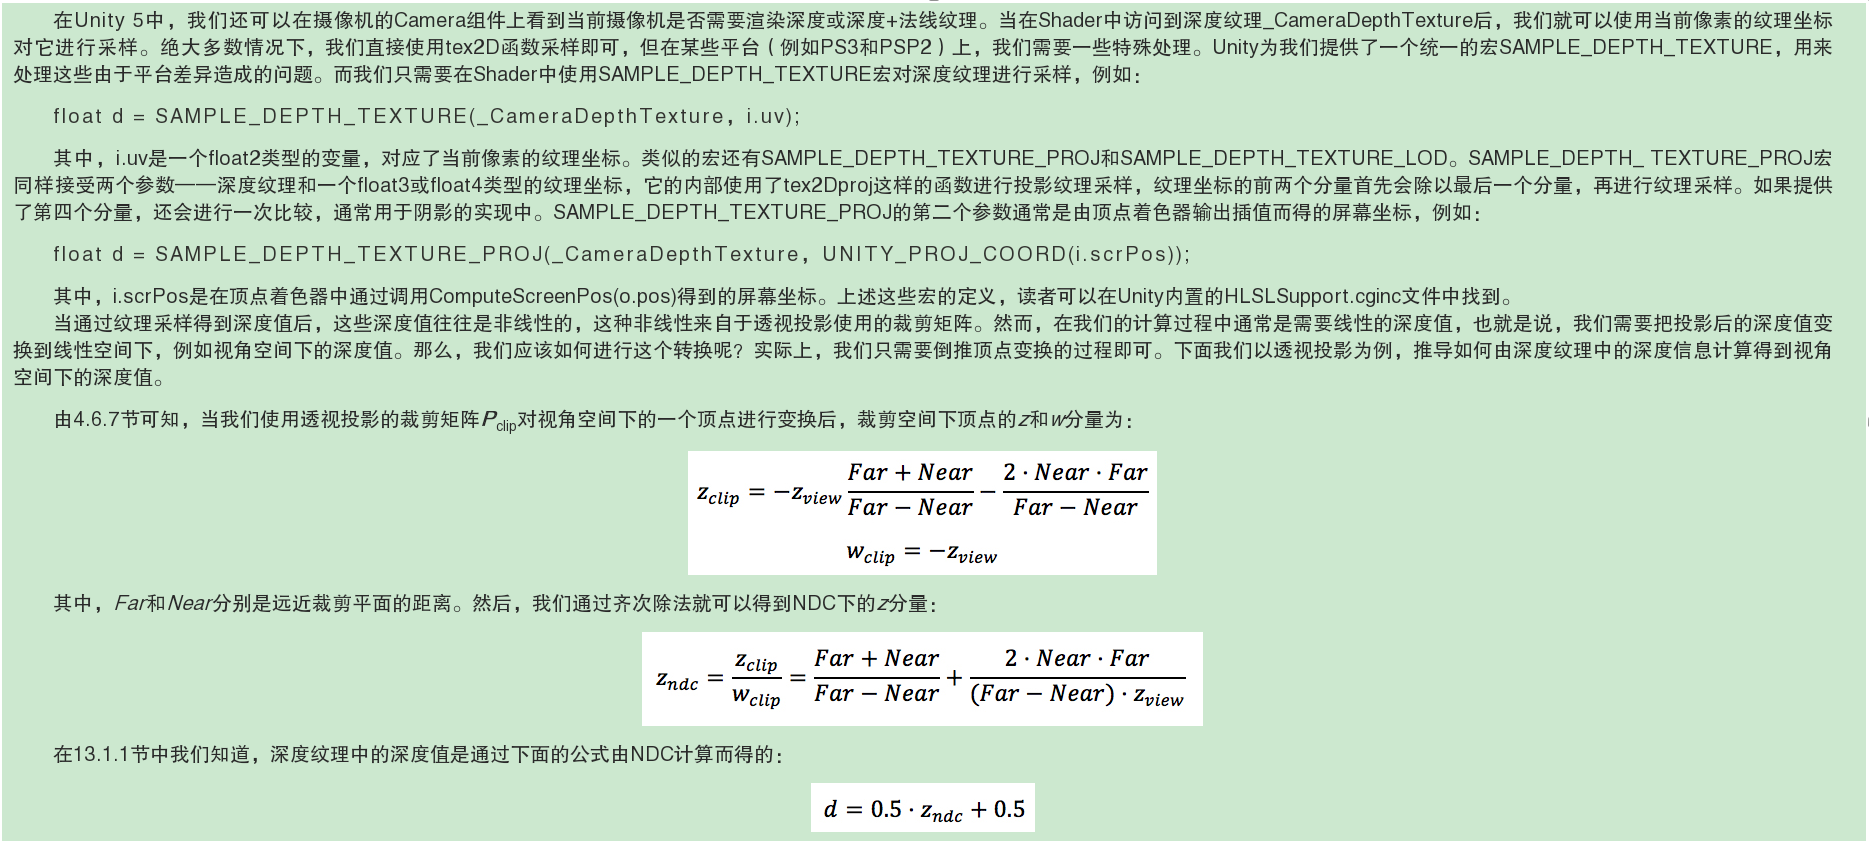 在Unity 5中，我们还可以在摄像机的Camera组件上看到当前摄像机是否需要渲染深度或深度+法线纹理。当在Shader中访问到深度纹理_CameraDepthTexture后，我们就可以使用当前像素的纹理坐标
对它进行采样。绝大多数情况下，我们直接使用tex2D函数采样即可，但在某些平台（例如PS3和PSP2）上，我们需要一些特殊处理。Unity为我们提供了一个统一的宏SAMPLE_DEPTH_TEXTURE，用来
处理这些由于平台差异造成的问题。而我们只需要在Shader中使用SAMPLE_DEPTH_TEXTURE宏对深度纹理进行采样，例如：
float d = SAMPLE_DEPTH_TEXTURE(_CameraDepthTexture，i.uv);
其中，i.uv是一个float2类型的变量，对应了当前像素的纹理坐标。类似的宏还有SAMPLE_DEPTH_TEXTURE_PROJ和SAMPLE_DEPTH_TEXTURE_LOD。SAMPLE_DEPTH_ TEXTURE_PROJ宏
同样接受两个参数——深度纹理和一个float3或float4类型的纹理坐标，它的内部使用了tex2Dproj这样的函数进行投影纹理采样，纹理坐标的前两个分量首先会除以最后一个分量，再进行纹理采样。如果提供
了第四个分量，还会进行一次比较，通常用于阴影的实现中。SAMPLE_DEPTH_TEXTURE_PROJ的第二个参数通常是由顶点着色器输出插值而得的屏幕坐标，例如：
float d = SAMPLE_DEPTH_TEXTURE_PROJ(_CameraDepthTexture，UNITY_PROJ_COORD(i.scrPos));
其中，i.scrPos是在顶点着色器中通过调用ComputeScreenPos(o.pos)得到的屏幕坐标。上述这些宏的定义，读者可以在Unity内置的HLSLSupport.cginc文件中找到。
当通过纹理采样得到深度值后，这些深度值往往是非线性的，这种非线性来自于透视投影使用的裁剪矩阵。然而，在我们的计算过程中通常是需要线性的深度值，也就是说，我们需要把投影后的深度值变
换到线性空间下，例如视角空间下的深度值。那么，我们应该如何进行这个转换呢？实际上，我们只需要倒推顶点变换的过程即可。下面我们以透视投影为例，推导如何由深度纹理中的深度信息计算得到视角
空间下的深度值。
由4.6.7节可知，当我们使用透视投影的裁剪矩阵P_clip对视角空间下的一个顶点进行变换后，裁剪空间下顶点的z和w分量为：
z_clip = −z_view (Far + Near)/(Far − Near) − (2 · Near · Far)/(Far − Near)
w_clip = −z_view
其中，Far和Near分别是远近裁剪平面的距离。然后，我们通过齐次除法就可以得到NDC下的z分量：
z_ndc = z_clip/w_clip = (Far + Near)/(Far − Near) + (2 · Near · Far)/((Far − Near) · z_view)
在13.1.1节中我们知道，深度纹理中的深度值是通过下面的公式由NDC计算而得的：
d = 0.5 · z_ndc + 0.5